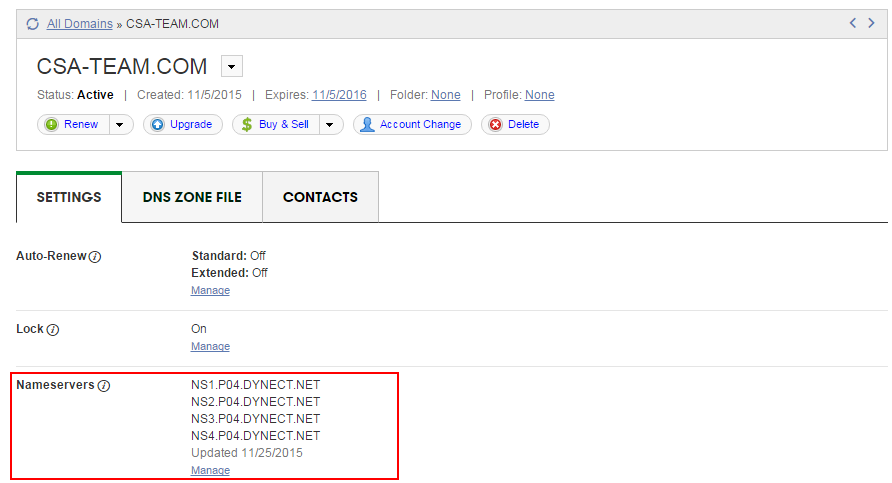 All Domains » CSA-TEAM.COM
CSA-TEAM.COM
Status: Active | Created: 11/5/2015 | Expires: 11/5/2016 | Folder: None | Profile: None
Renew Upgrade $ Buy & Sell Account Change Delete
SETTINGS DNS ZONE FILE CONTACTS
Auto-Renew i Standard: Off
Extended: Off
Manage
Lock i On
Manage
Nameservers i NS1.P04.DYNECT.NET
NS2.P04.DYNECT.NET
NS3.P04.DYNECT.NET
NS4.P04.DYNECT.NET
Updated 11/25/2015
Manage